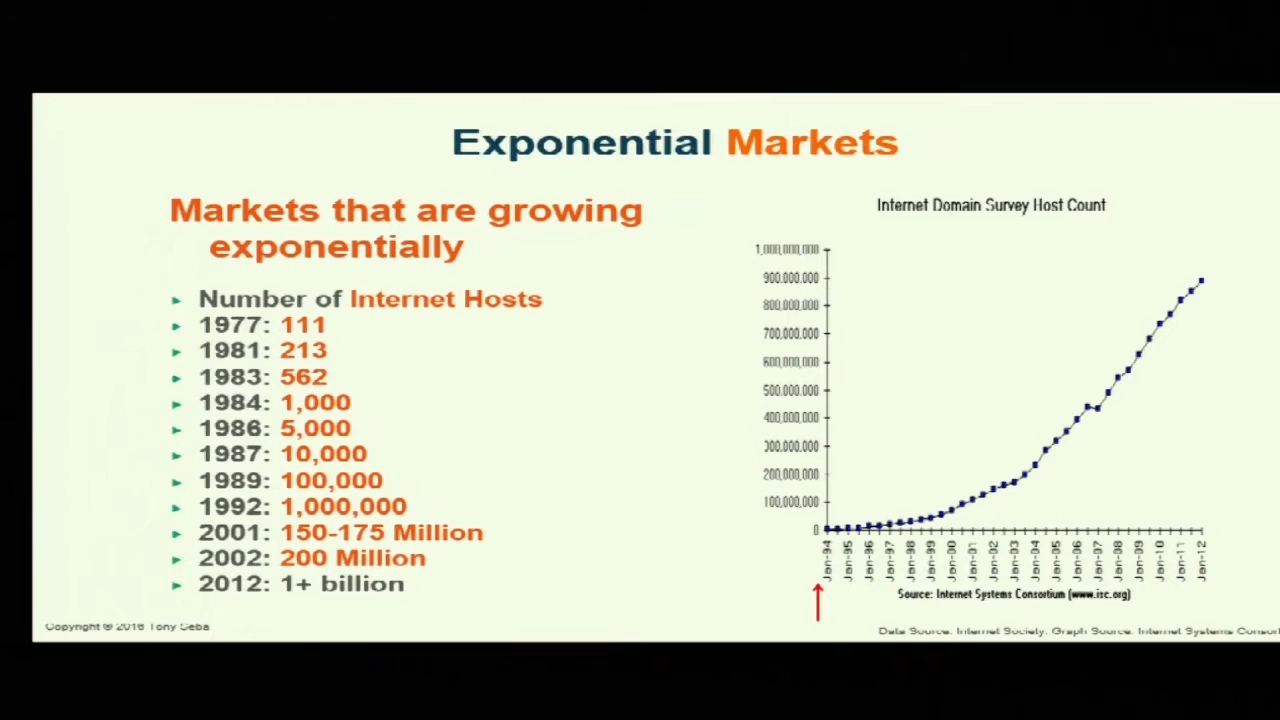 Exponential Markets
Markets that are growing
exponentially
Number of Internet Hosts
1977: 111
1981: 213
1983: 562
1984: 1,000
1986: 5,000
1987: 10,000
1989: 100,000
1992: 1,000,000
2001: 150-175 Million
2002: 200 Million
2012: 1+ billion
Copyright © 2016 Tony Seba
Internet Domain Survey Host Count
1,000,000,000
900,000,000
800,000,000
700,000,000
600,000,000
500,000,000
400,000,000
300,000,000
200,000,000
100,000,000
0
Jan-94
Jan-95
Jan-96
Jan-97
Jan-98
Jan-99
Jan-00
Jan-01
Jan-02
Jan-03
Jan-04
Jan-05
Jan-06
Jan-07
Jan-08
Jan-09
Jan-10
Jan-11
Jan-12
Source: Internet Systems Consortium (www.isc.org)
Data Source: Internet Society. Graph Source: Internet Systems Consort